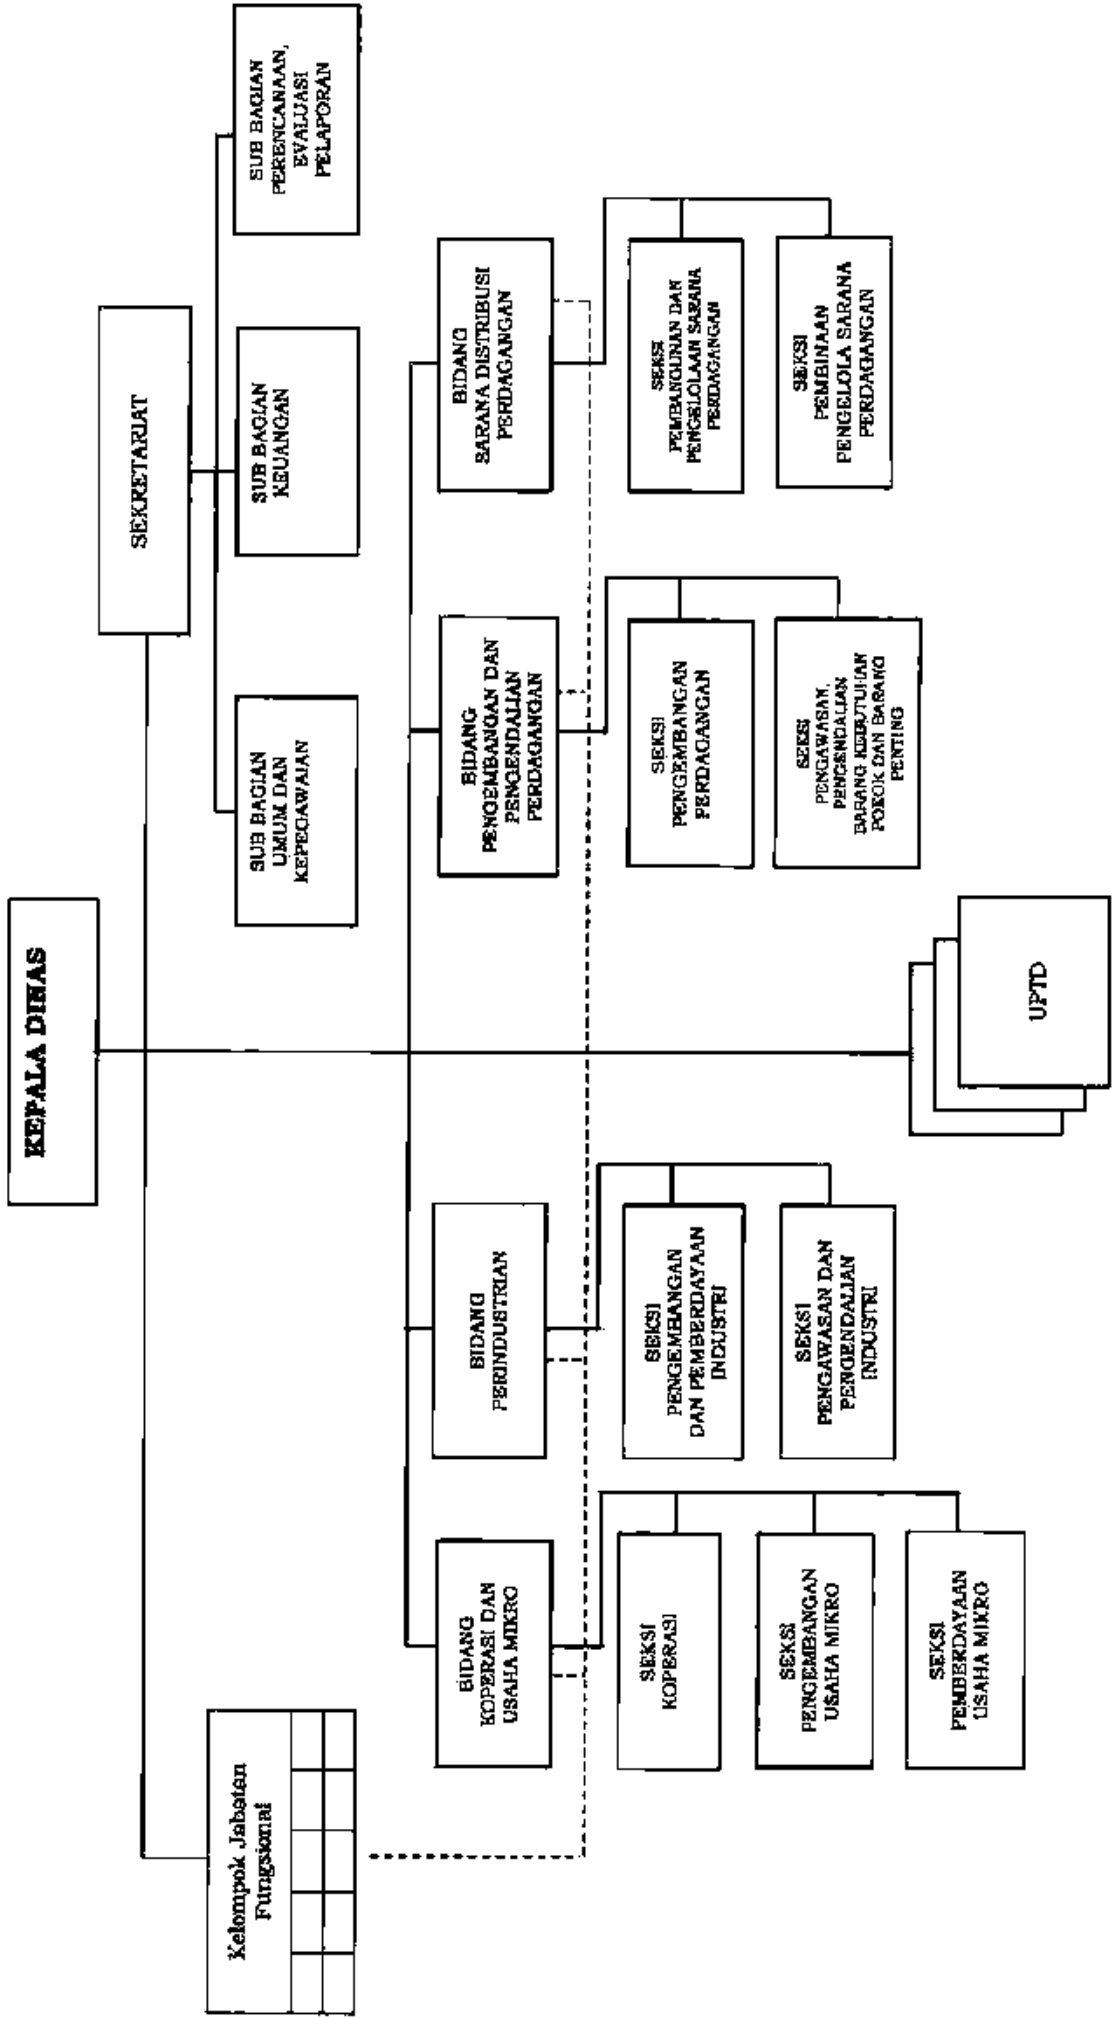 KEPALA DINAS
SEKRETARIAT
Kelompok Jabatan
Fungsional
SUB BAGIAN
UMUM DAN
KEPEGAWAIAN
SUB BAGIAN
KEUANGAN
SUB BAGIAN
PERENCANAAN,
EVALUASI
PELAPORAN
BIDANG
KOPERASI DAN
USAHA MIKRO
BIDANG
PERINDUSTRIAN
BIDANG
PENGEMBANGAN DAN
PENGENDALIAN
PERDAGANGAN
BIDANG
SARANA DISTRIBUSI
PERDAGANGAN
SEKSI
KOPERASI
SEKSI
PENGEMBANGAN
USAHA MIKRO
SEKSI
PEMBERDAYAAN
USAHA MIKRO
SEKSI
PENGEMBANGAN
DAN PEMBERDAYAAN
INDUSTRI
SEKSI
PENGAWASAN DAN
PENGENDALIAN
INDUSTRI
SEKSI
PENGEMBANGAN
PERDAGANGAN
SEKSI
PENGAWASAN,
PENGENDALIAN
BARANG KEBUTUHAN
POKOK DAN BARANG
PENTING
SEKSI
PEMBANGUNAN DAN
PENGELOLAAN SARANA
PERDAGANGAN
SEKSI
PEMBINAAN
PENGELOLA SARANA
PERDAGANGAN
UPTD